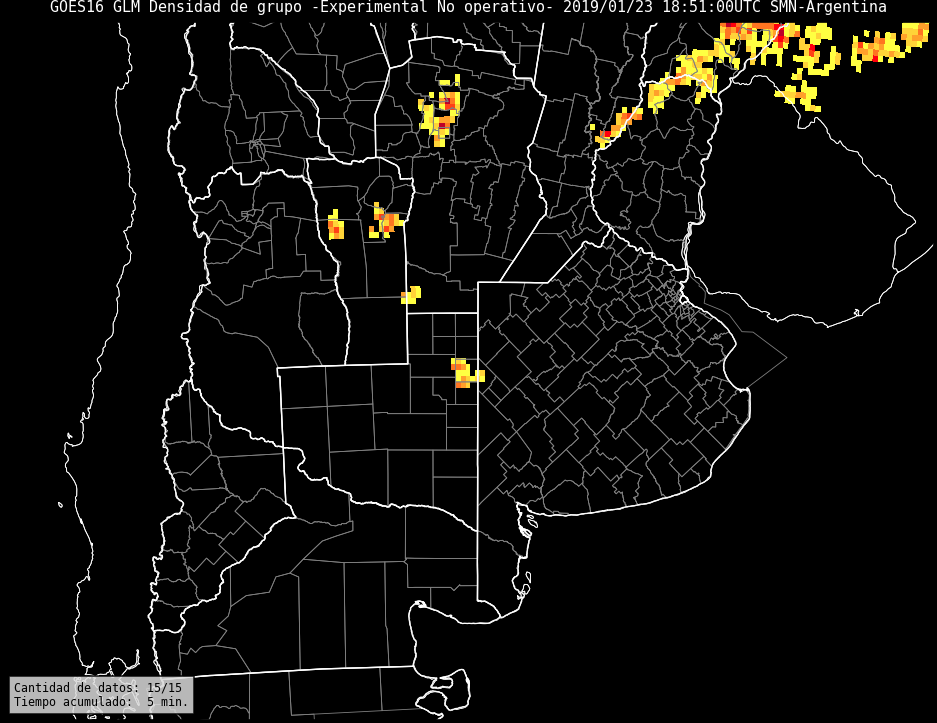 GOES16 GLM Densidad de grupo -Experimental No operativo- 2019/01/23 18:51:00UTC SMN-Argentina
Cantidad de datos: 15/15
Tiempo acumulado:  5 min.